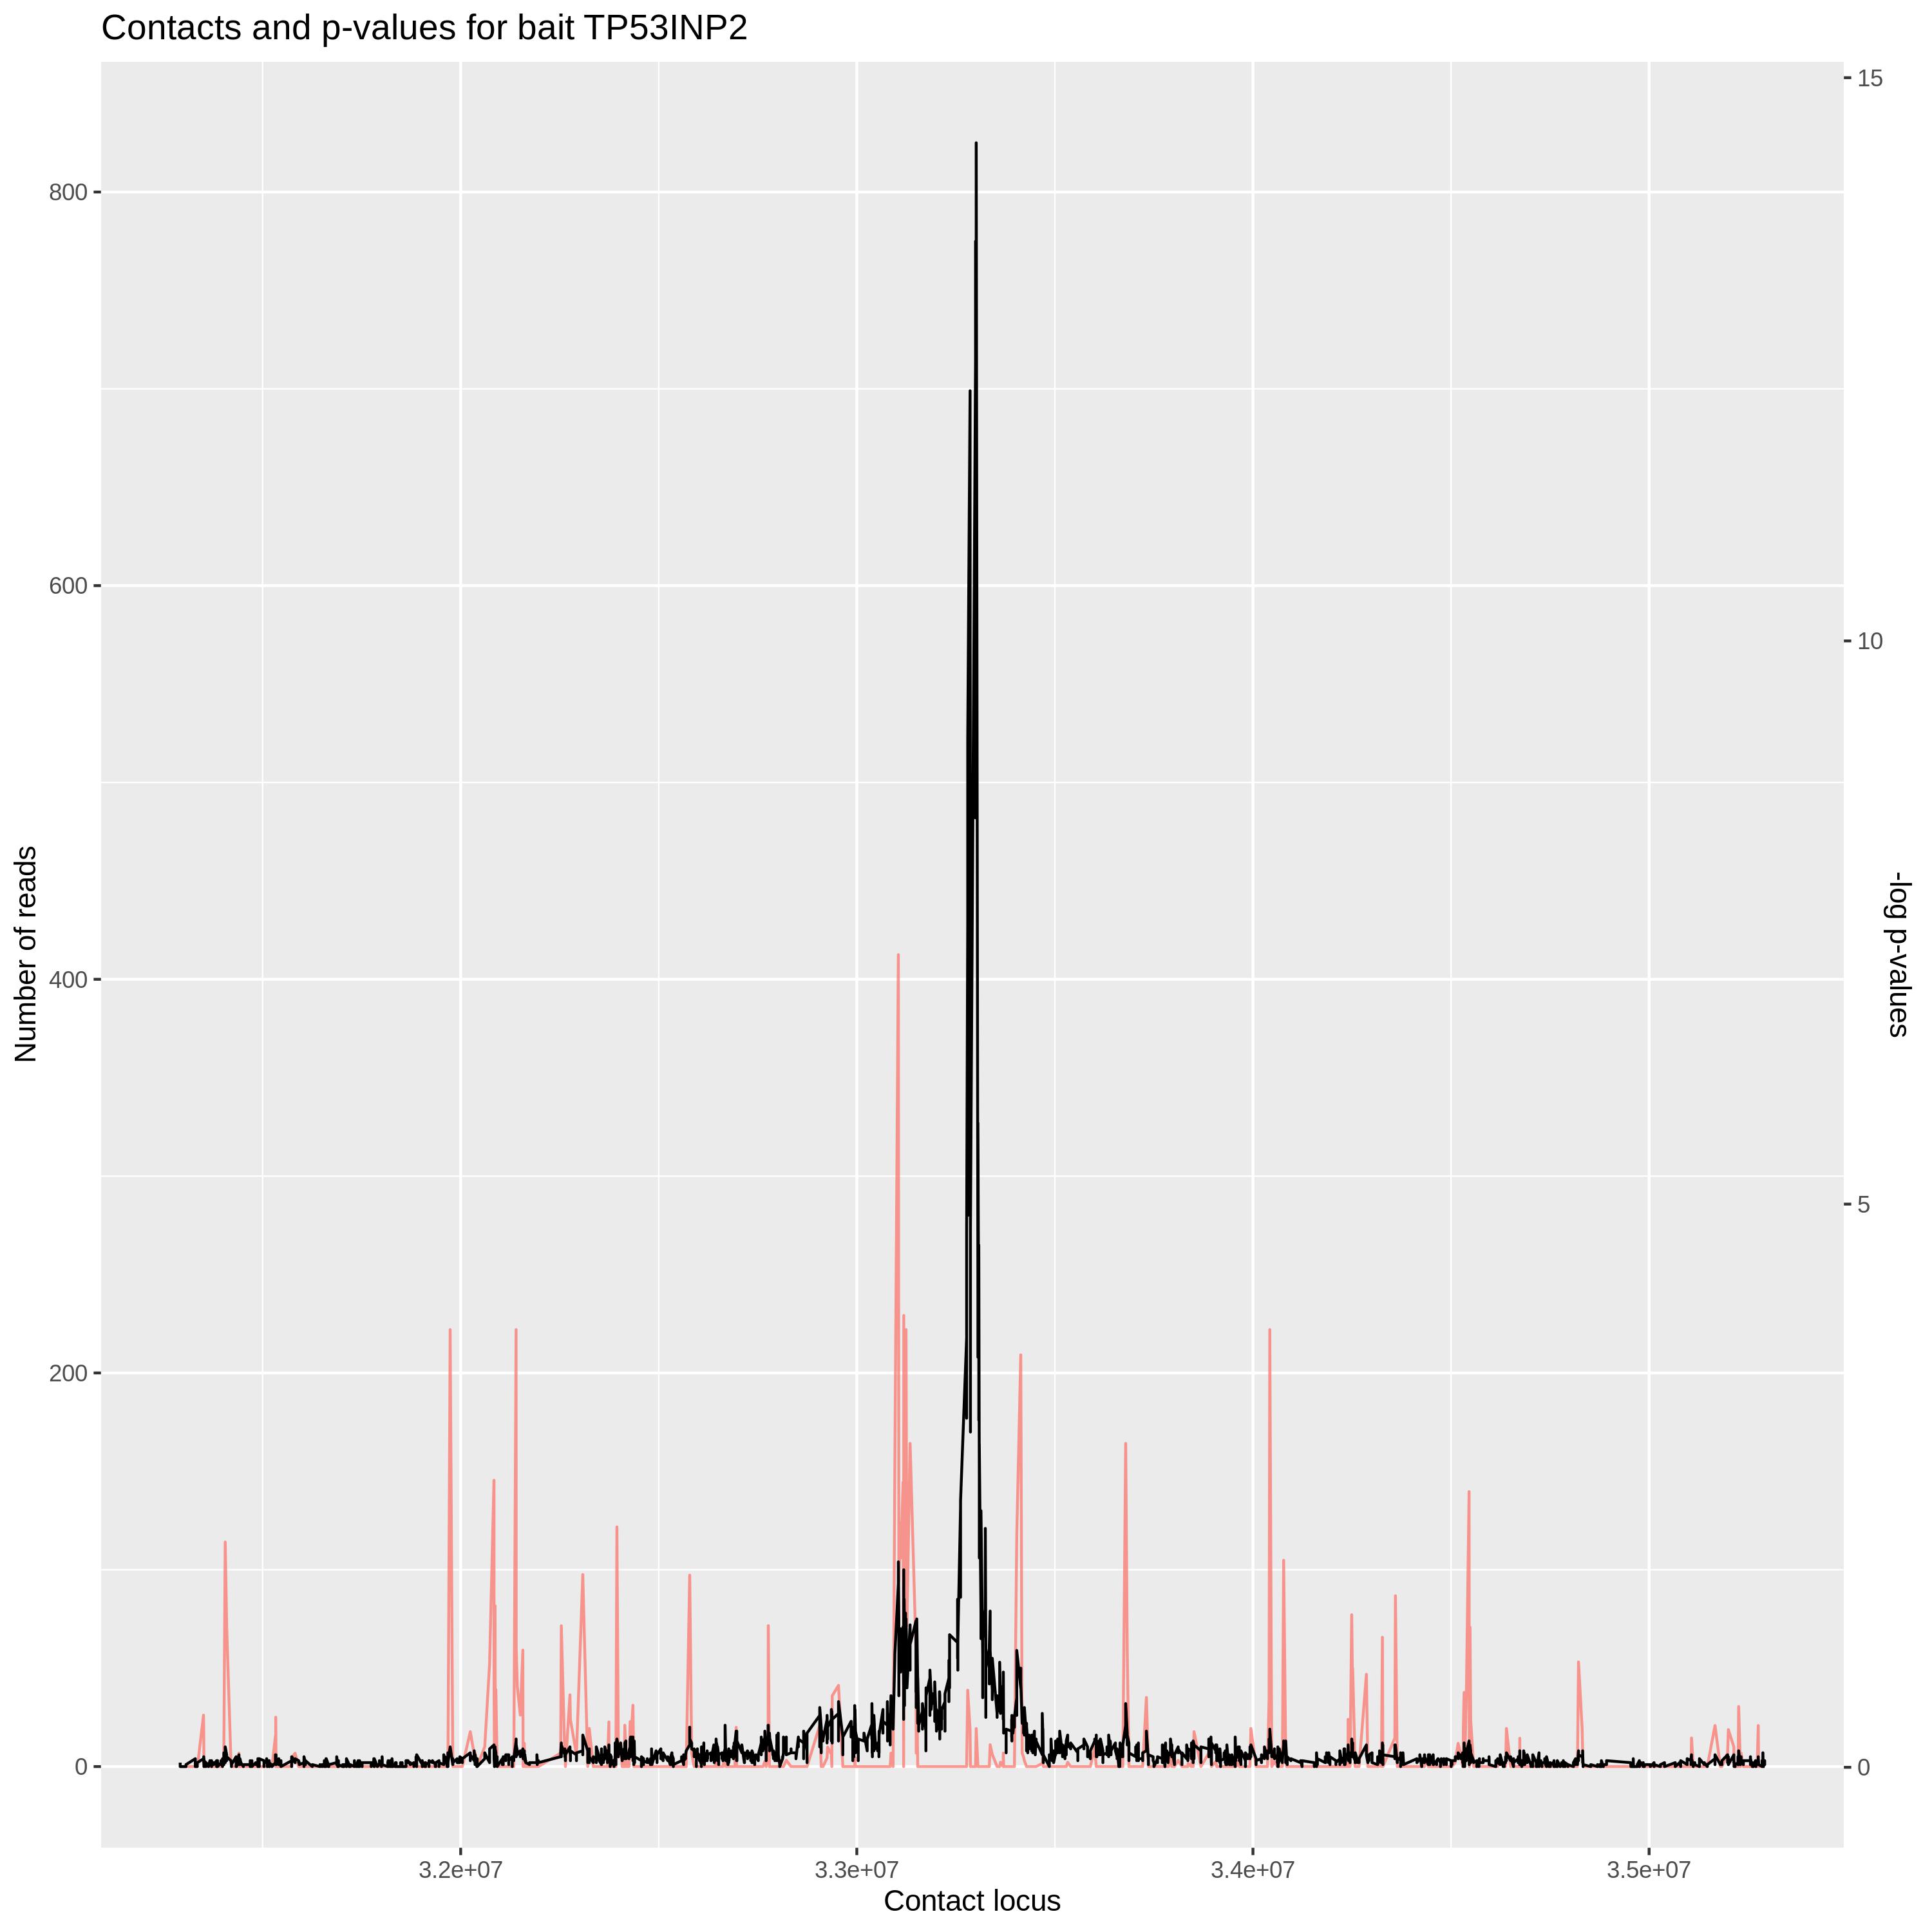 Contacts and p-values for bait TP53INP2
Number of reads
800
600
400
200
0
15
10
5
0
-log p-values
3.2e+07
3.3e+07
3.4e+07
3.5e+07
Contact locus